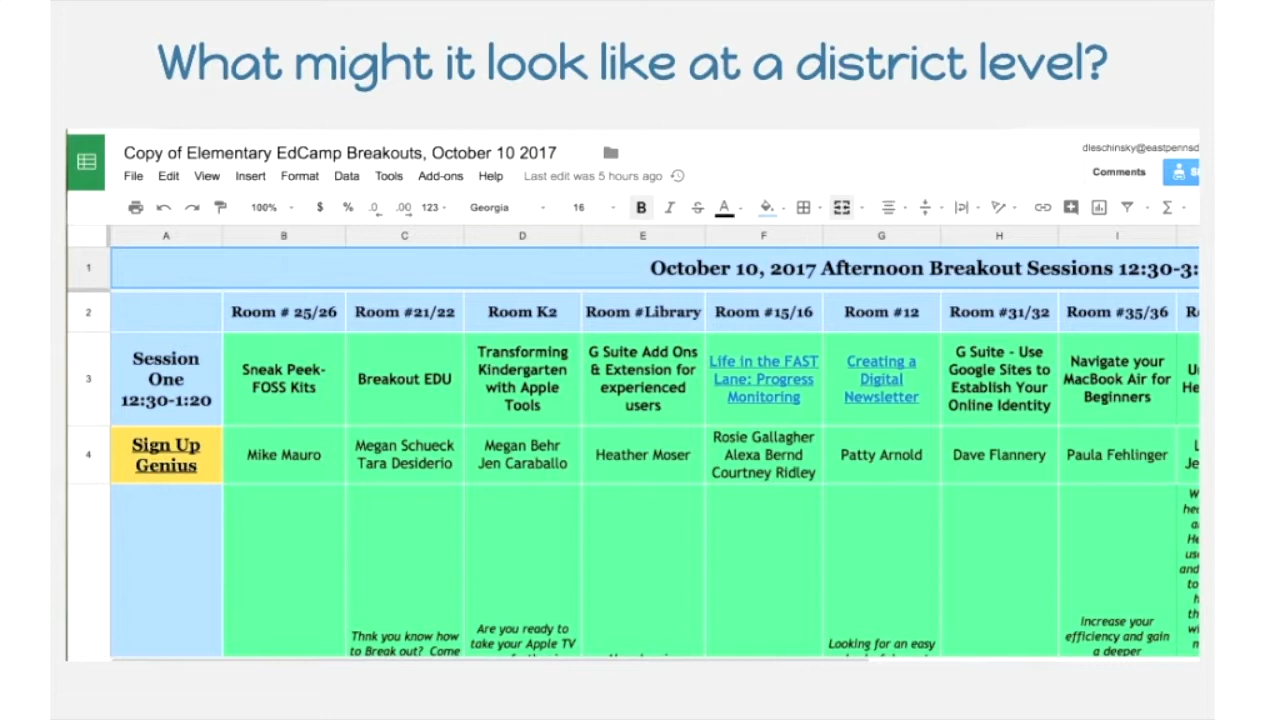 What might it look like at a district level?
Copy of Elementary EdCamp Breakouts, October 10 2017
dleschinsky@eastpennsd
File Edit View Insert Format Data Tools Add-ons Help Last edit was 5 hours ago
Comments
100% $ % .0 .00 123 Georgia 16 B I S A
A B C D E F G H I
1 October 10, 2017 Afternoon Breakout Sessions 12:30-3:
2 Room # 25/26 Room #21/22 Room K2 Room #Library Room #15/16 Room #12 Room #31/32 Room #35/36
3
Session
One
12:30-1:20
Sneak Peek-
FOSS Kits
Breakout EDU
Transforming
Kindergarten
with Apple
Tools
G Suite Add Ons
& Extension for
experienced
users
Life in the FAST
Lane: Progress
Monitoring
Creating a
Digital
Newsletter
G Suite - Use
Google Sites to
Establish Your
Online Identity
Navigate your
MacBook Air for
Beginners
4
Sign Up
Genius
Mike Mauro
Megan Schueck
Tara Desiderio
Megan Behr
Jen Caraballo
Heather Moser
Rosie Gallagher
Alexa Bernd
Courtney Ridley
Patty Arnold
Dave Flannery
Paula Fehlinger
Thnk you know how
to Break out? Come
Are you ready to
take your Apple TV
Looking for an easy
Increase your
efficiency and gain
a deeper